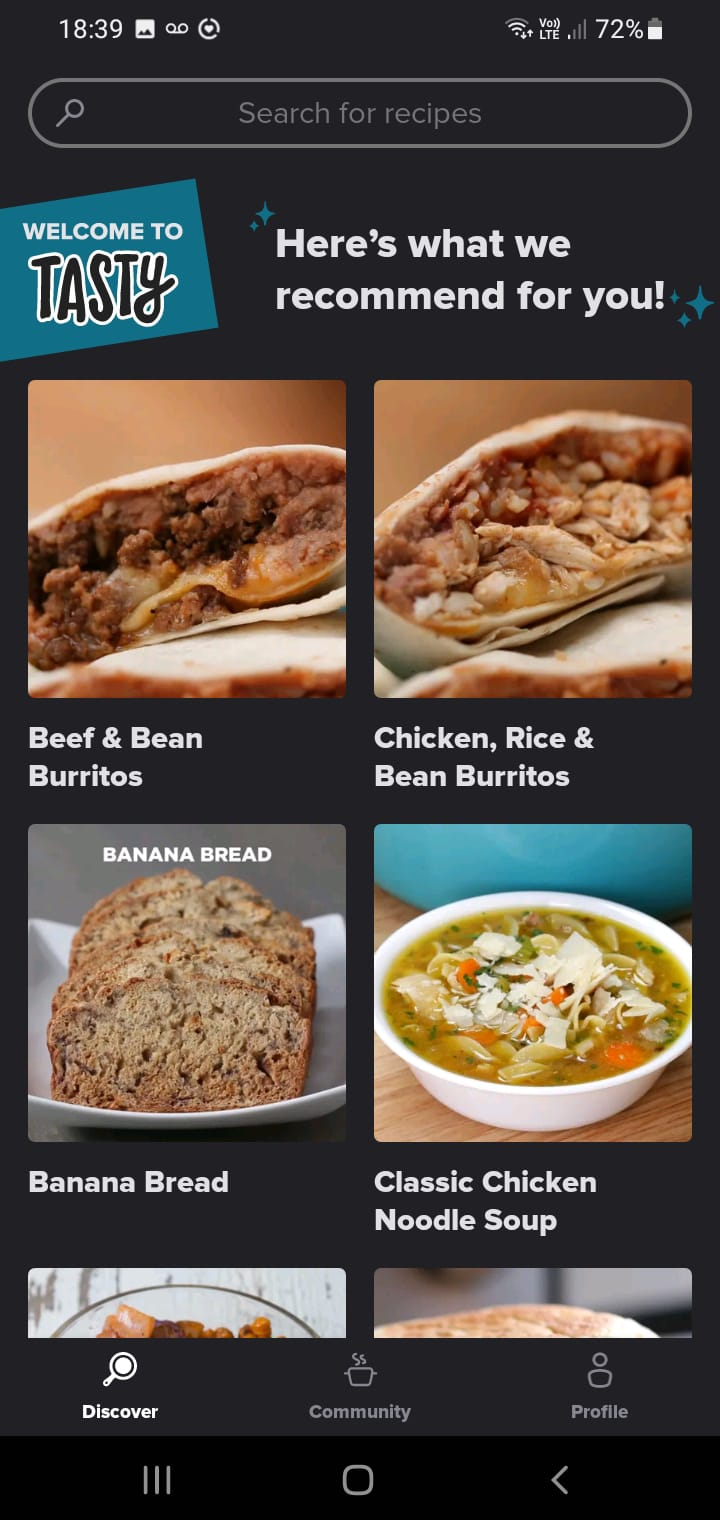 18:39
Vo))
LTE
72%
Search for recipes
WELCOME TO
TASTY
Here’s what we
recommend for you!
Beef & Bean
Burritos
Chicken, Rice &
Bean Burritos
BANANA BREAD
Banana Bread
Classic Chicken
Noodle Soup
Discover
Community
Profile